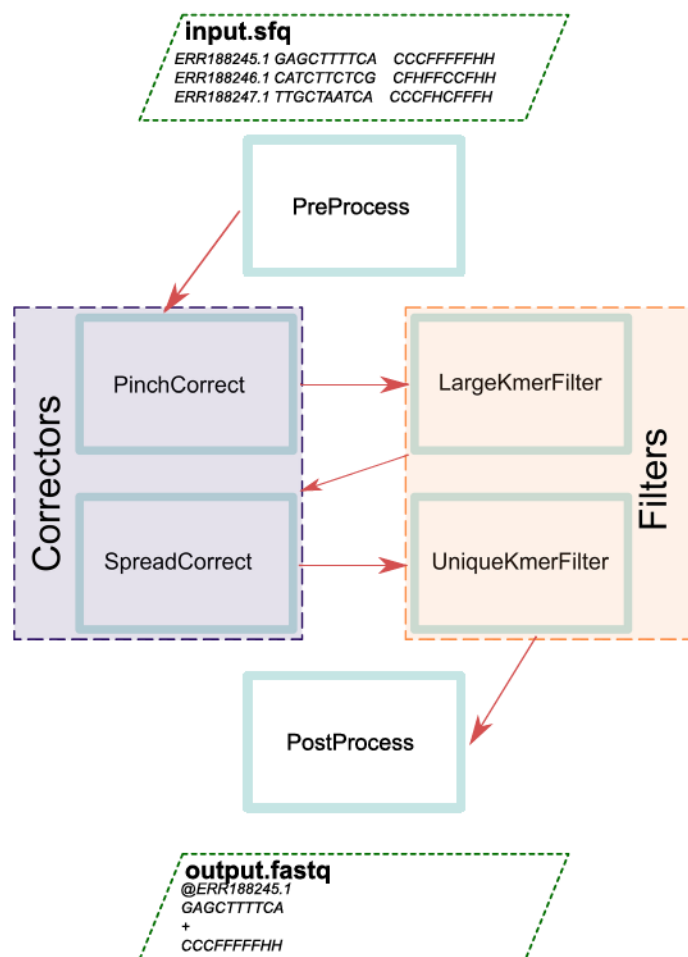 input.sfq
ERR188245.1 GAGCTTTTCA CCCFFFFFHH
ERR188246.1 CATCTTCTCG CFHFFCCFHH
ERR188247.1 TTGCTAATCA CCCFHCFFFH
PreProcess
Correctors
PinchCorrect
LargeKmerFilter
Filters
SpreadCorrect
UniqueKmerFilter
PostProcess
output.fastq
@ERR188245.1
GAGCTTTTCA
+
CCCFFFFFHH